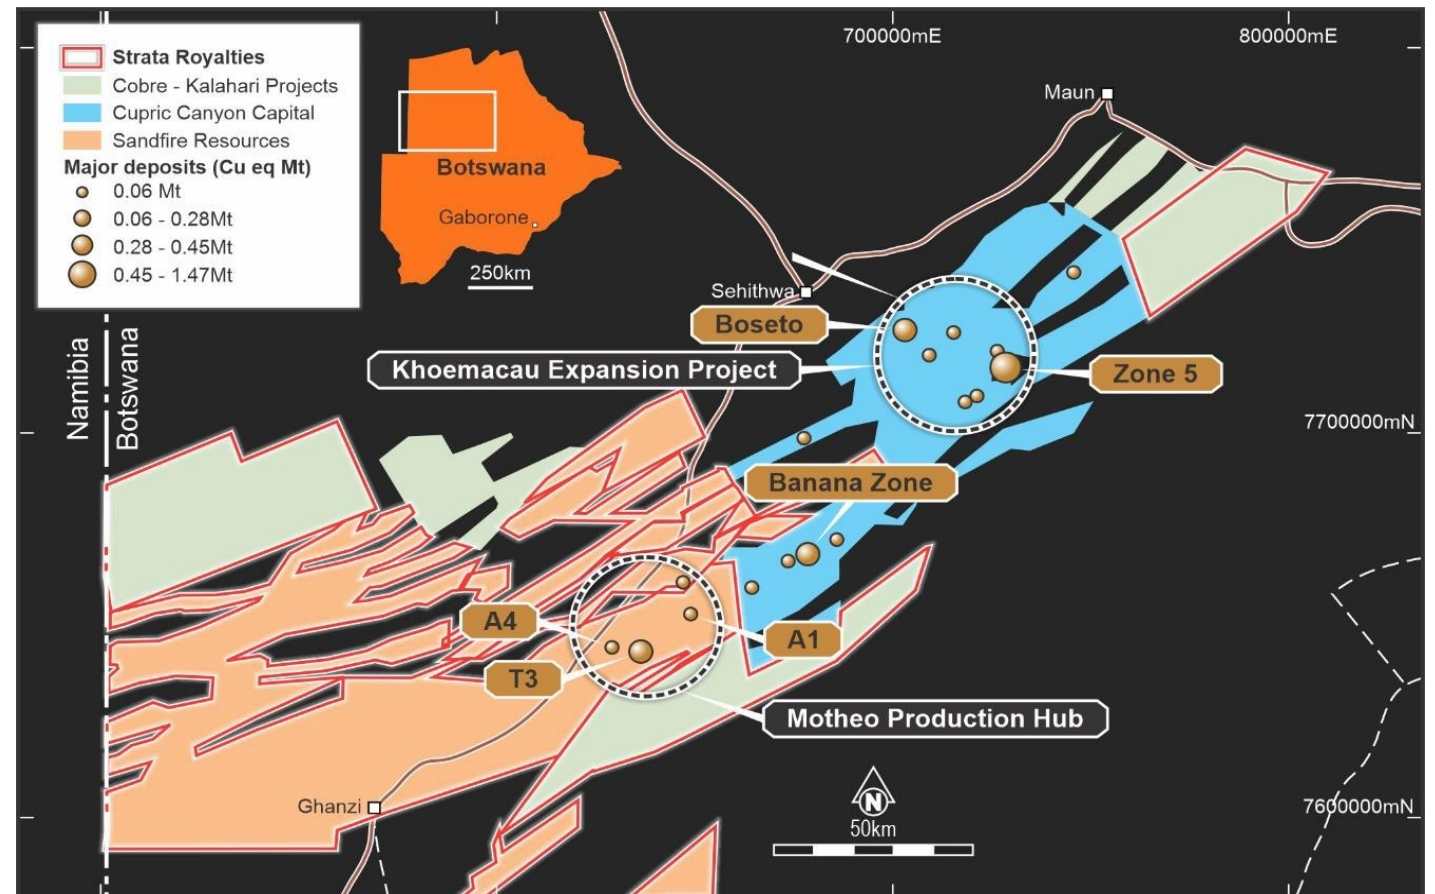 700000mE
800000mE
Strata Royalties
Cobre - Kalahari Projects
Cupric Canyon Capital
Sandfire Resources
Major deposits (Cu eq Mt)
0.06 Mt
0.06 - 0.28Mt
0.28 - 0.45Mt
0.45 - 1.47Mt
Botswana
Gaborone
250km
Maun
Sehithwa
Boseto
Khoemacau Expansion Project
Zone 5
Namibia
Botswana
7700000mN
Banana Zone
A4
A1
T3
Motheo Production Hub
Ghanzi
N
50km
7600000mN